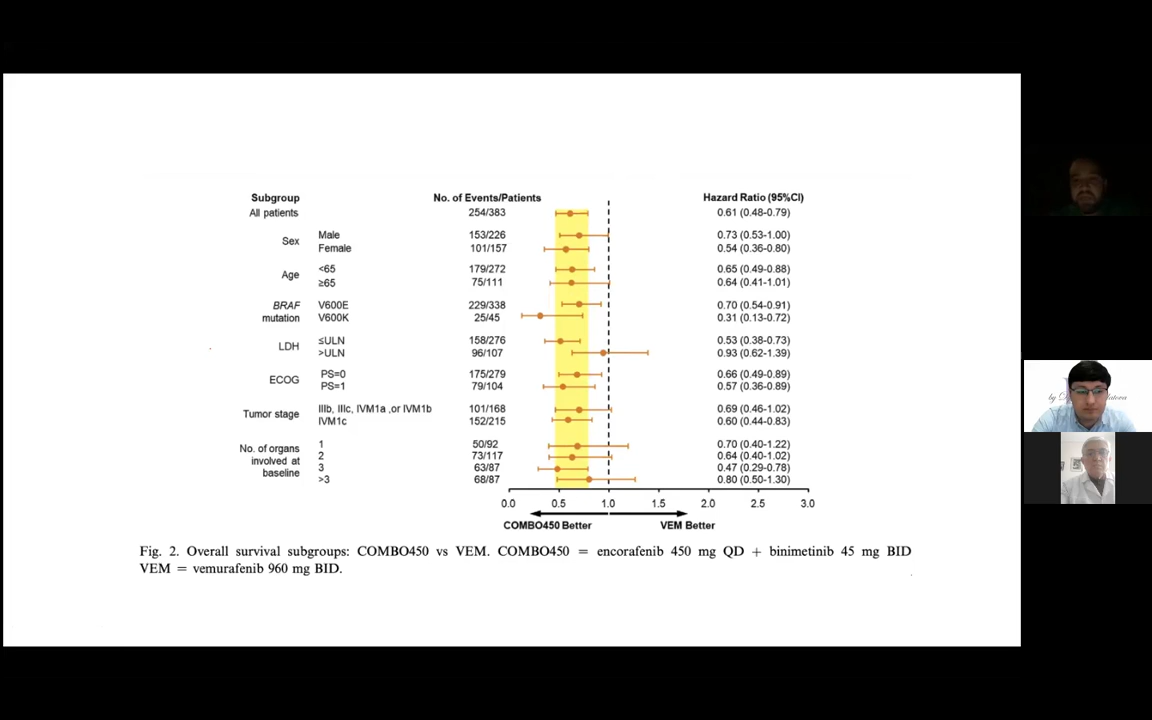 Subgroup No. of Events/Patients Hazard Ratio (95%CI)
All patients 254/383 0.61 (0.48-0.79)
Sex
Male 153/226 0.73 (0.53-1.00)
Female 101/157 0.54 (0.36-0.80)
Age
<65 179/272 0.65 (0.49-0.88)
≥65 75/111 0.64 (0.41-1.01)
BRAF mutation
V600E 229/338 0.70 (0.54-0.91)
V600K 25/45 0.31 (0.13-0.72)
LDH
≤ULN 158/276 0.53 (0.38-0.73)
>ULN 96/107 0.93 (0.62-1.39)
ECOG
PS=0 175/279 0.66 (0.49-0.89)
PS=1 79/104 0.57 (0.36-0.89)
Tumor stage
IIIb, IIIc, IVM1a ,or IVM1b 101/168 0.69 (0.46-1.02)
IVM1c 152/215 0.60 (0.44-0.83)
No. of organs
involved at
baseline
1 50/92 0.70 (0.40-1.22)
2 73/117 0.64 (0.40-1.02)
3 63/87 0.47 (0.29-0.78)
>3 68/87 0.80 (0.50-1.30)
0.0 0.5 1.0 1.5 2.0 2.5 3.0
COMBO450 Better VEM Better
Fig. 2. Overall survival subgroups: COMBO450 vs VEM. COMBO450 = encorafenib 450 mg QD + binimetinib 45 mg BID
VEM = vemurafenib 960 mg BID.
by